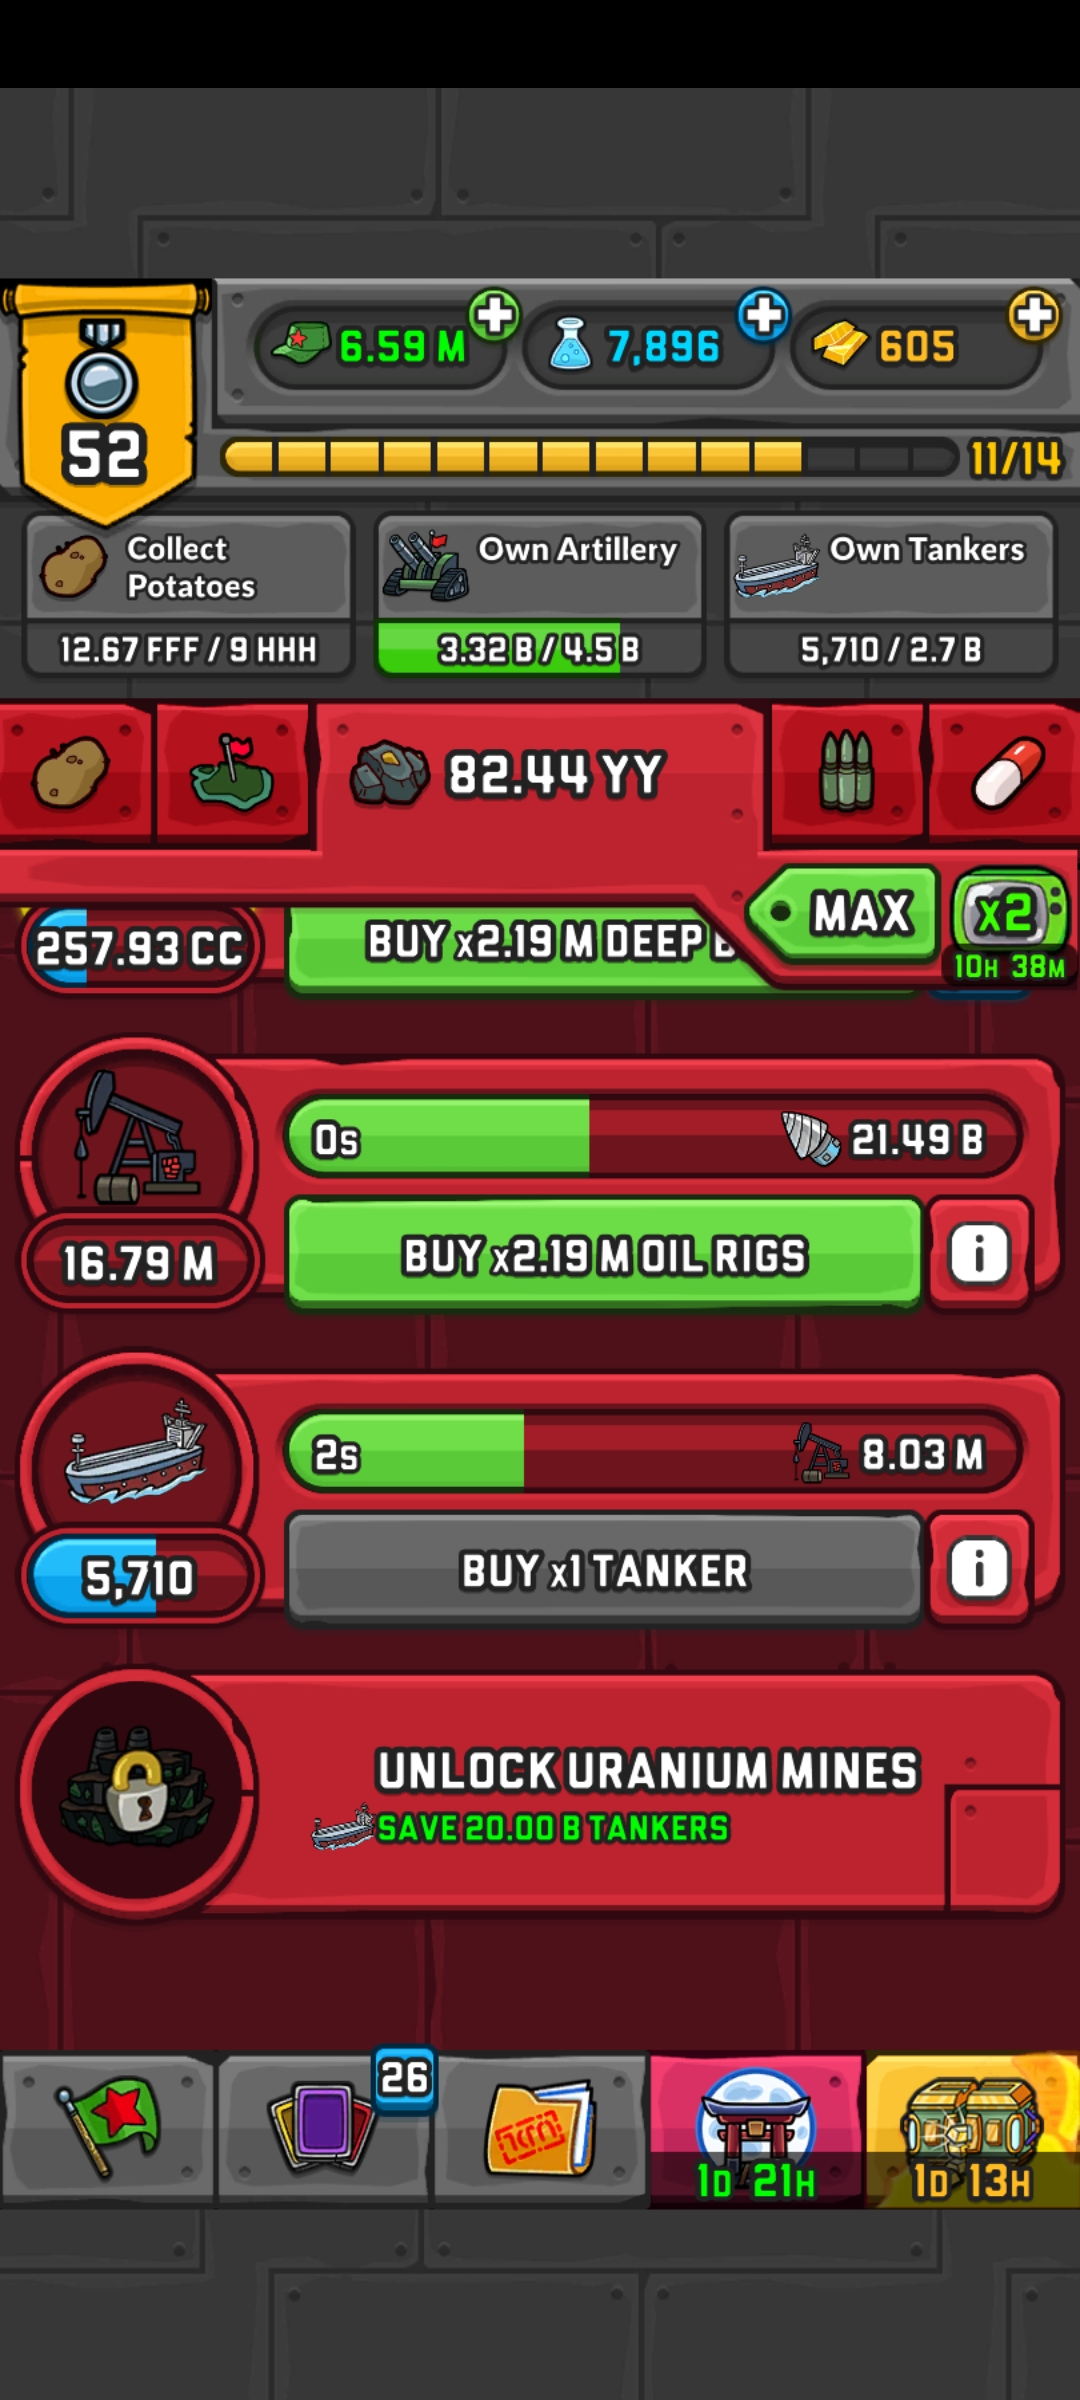 6.59 M
7,896
605
52
11/14
Collect
Potatoes
12.67 FFF / 9 HHH
Own Artillery
3.32 B / 4.5 B
Own Tankers
5,710 / 2.7 B
82.44 YY
MAX
x2
10H 38M
257.93 CC
BUY x2.19 M DEEP B
0s
21.49 B
16.79 M
BUY x2.19 M OIL RIGS
i
2s
8.03 M
5,710
BUY x1 TANKER
i
UNLOCK URANIUM MINES
SAVE 20.00 B TANKERS
26
1D 21H
1D 13H